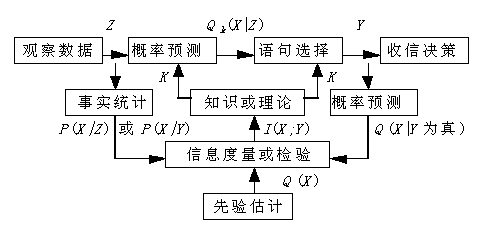 Z Q_k(X|Z) Y
观察数据 概率预测 语句选择 收信决策
K K
事实统计 知识或理论 概率预测
P(X/Z)或 P(X/Y) I(X;Y) Q(X|Y为真)
信息度量或检验
Q(X)
先验估计